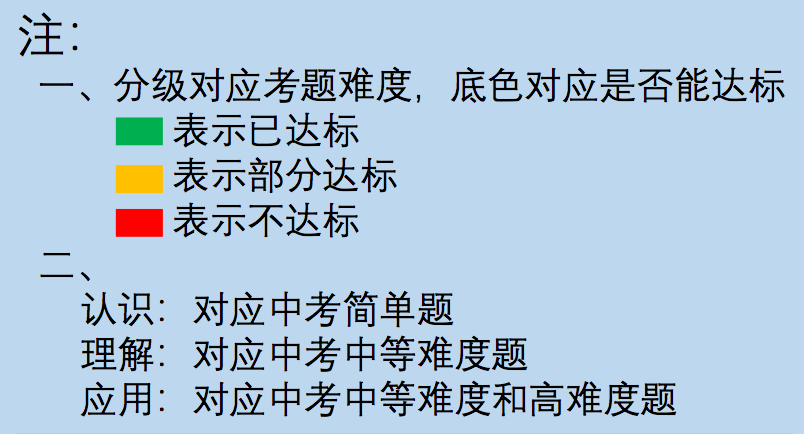 注：
一、分级对应考题难度，底色对应是否能达标
表示已达标
表示部分达标
表示不达标
二、
认识：对应中考简单题
理解：对应中考中等难度题
应用：对应中考中等难度和高难度题